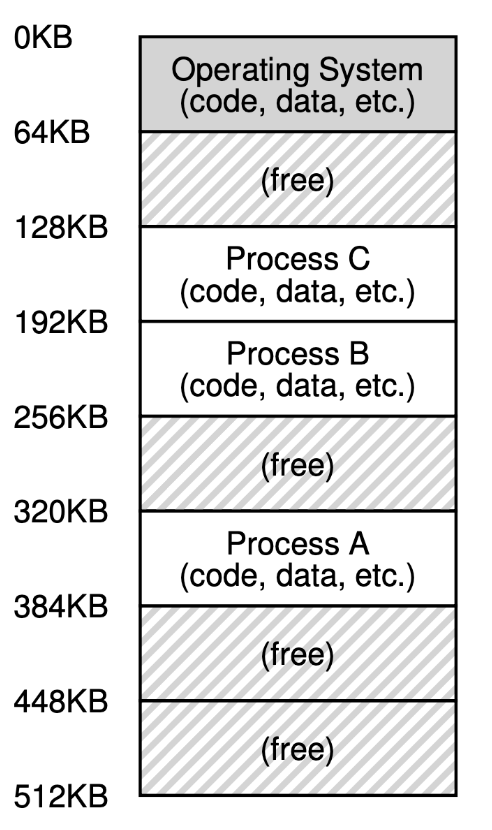 0KB
Operating System
(code, data, etc.)
64KB
(free)
128KB
Process C
(code, data, etc.)
192KB
Process B
(code, data, etc.)
256KB
(free)
320KB
Process A
(code, data, etc.)
384KB
(free)
448KB
(free)
512KB